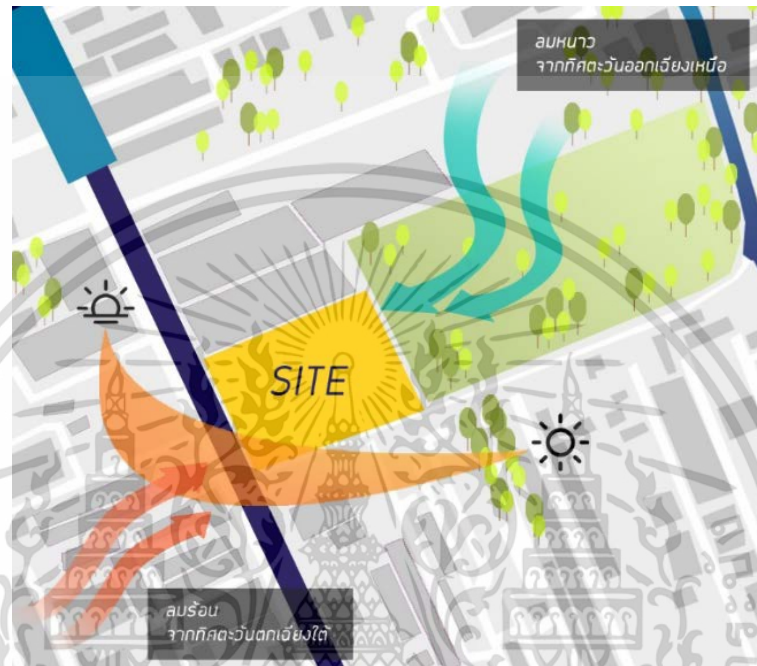 ลมหนาว
จากทิศตะวันออกเฉียงเหนือ
SITE
ลมร้อน
จากทิศตะวันตกเฉียงใต้